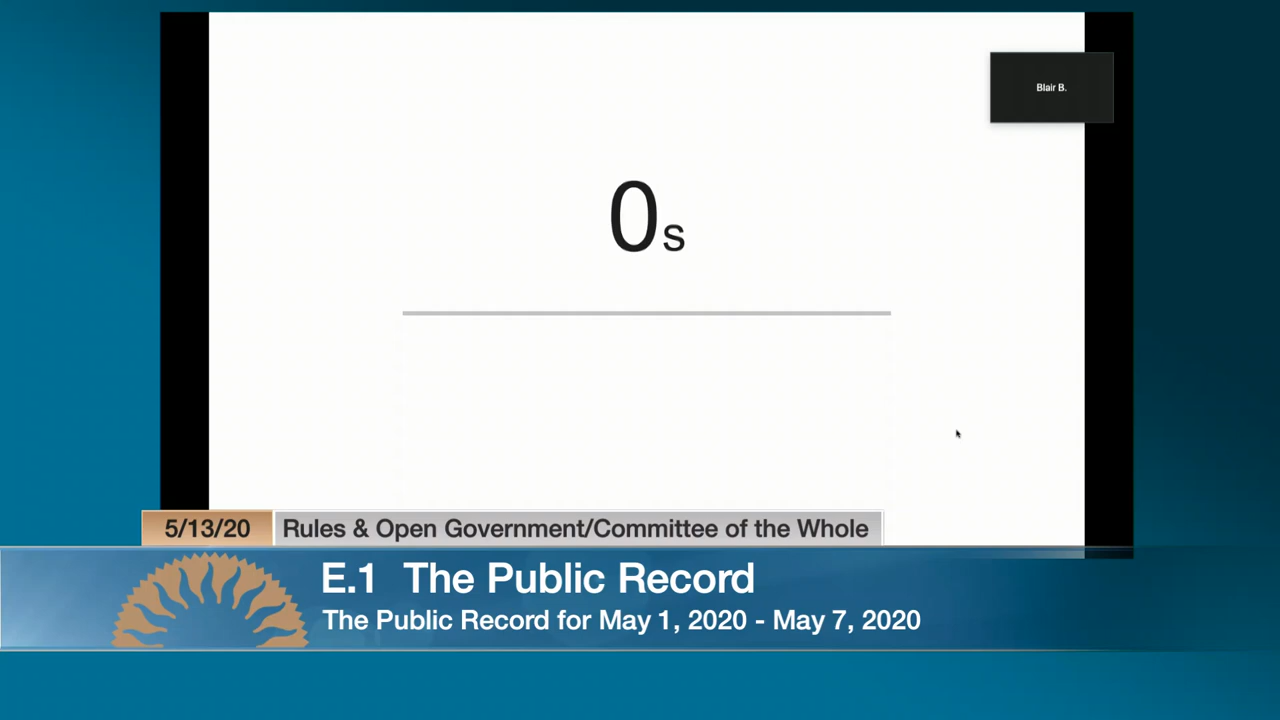 Blair B.
0s
5/13/20 Rules & Open Government/Committee of the Whole
E.1 The Public Record
The Public Record for May 1, 2020 - May 7, 2020